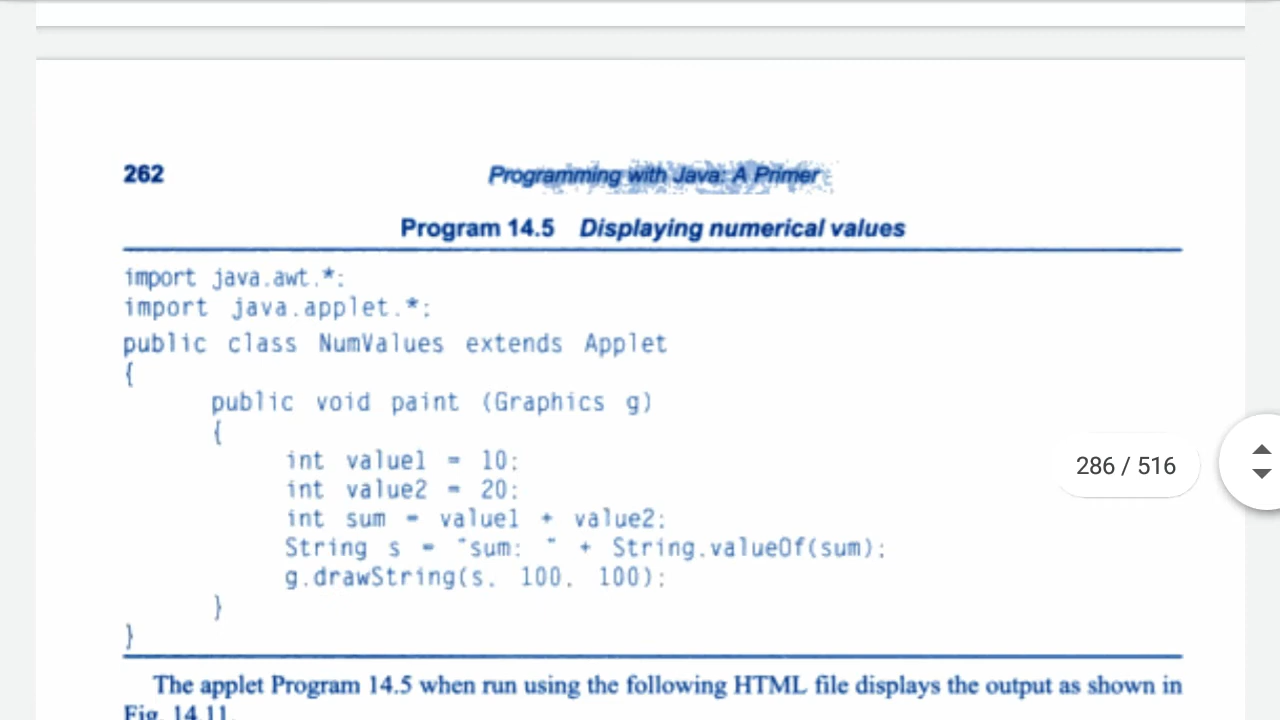 262
Programming with Java: A Primer
Program 14.5 Displaying numerical values
import java.awt.*;
import java.applet.*;
public class NumValues extends Applet
{
public void paint (Graphics g)
{
int value1 = 10;
int value2 = 20;
int sum = value1 + value2;
String s = "sum: " + String.valueOf(sum);
g.drawString(s, 100, 100);
}
}
286 / 516
The applet Program 14.5 when run using the following HTML file displays the output as shown in
Fig. 14.11.